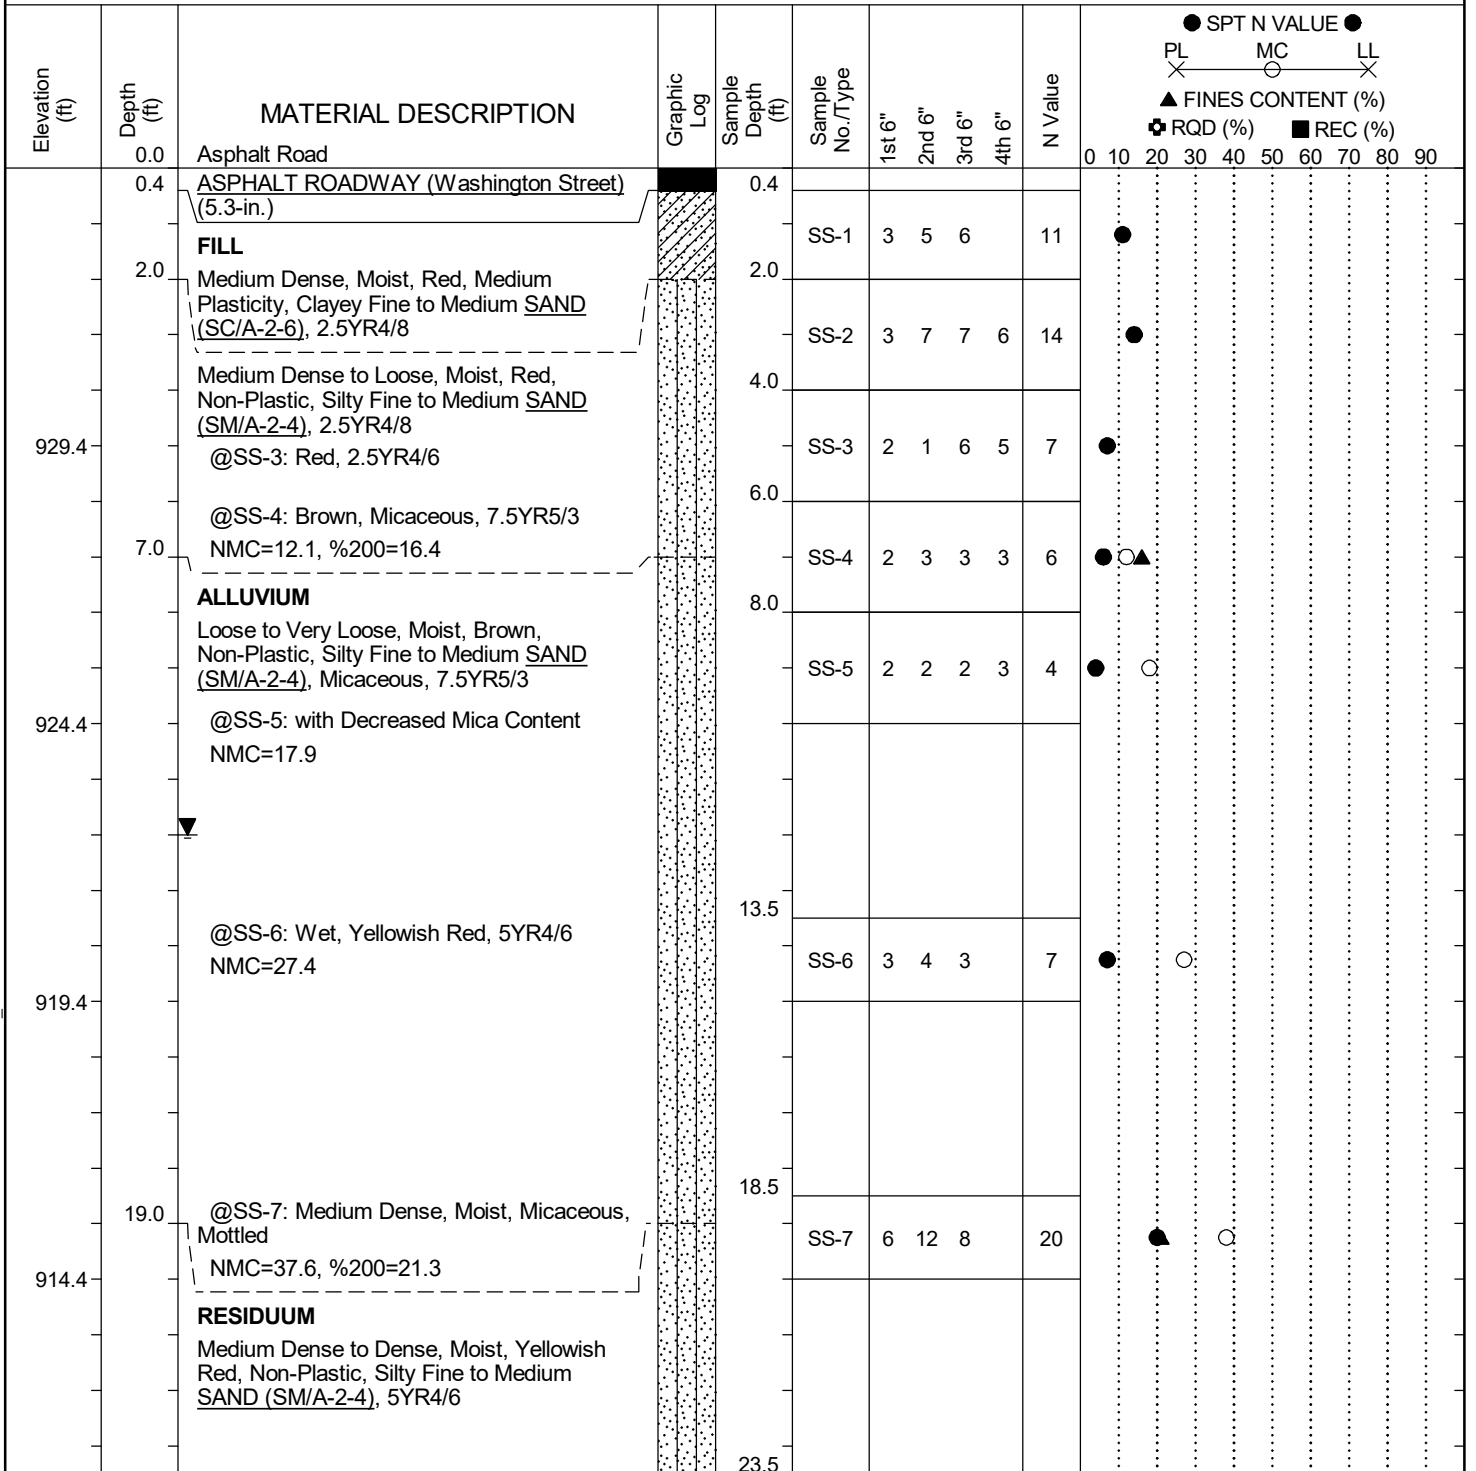 ● SPT N VALUE ●
PL MC LL
▲ FINES CONTENT (%)
RQD (%) ■ REC (%)
Elevation (ft)
Depth (ft)
MATERIAL DESCRIPTION
Graphic Log
Sample Depth (ft)
Sample No./Type
1st 6"
2nd 6"
3rd 6"
4th 6"
N Value
0 10 20 30 40 50 60 70 80 90
0.0 Asphalt Road
0.4 ASPHALT ROADWAY (Washington Street) 0.4
(5.3-in.)
SS-1 3 5 6 11
FILL
2.0 Medium Dense, Moist, Red, Medium 2.0
Plasticity, Clayey Fine to Medium SAND
(SC/A-2-6), 2.5YR4/8
SS-2 3 7 7 6 14
Medium Dense to Loose, Moist, Red, 4.0
Non-Plastic, Silty Fine to Medium SAND
(SM/A-2-4), 2.5YR4/8
929.4 SS-3 2 1 6 5 7
@SS-3: Red, 2.5YR4/6
6.0
@SS-4: Brown, Micaceous, 7.5YR5/3
7.0 NMC=12.1, %200=16.4 SS-4 2 3 3 3 6
ALLUVIUM 8.0
Loose to Very Loose, Moist, Brown,
Non-Plastic, Silty Fine to Medium SAND
(SM/A-2-4), Micaceous, 7.5YR5/3
SS-5 2 2 2 3 4
924.4 @SS-5: with Decreased Mica Content
NMC=17.9
13.5
@SS-6: Wet, Yellowish Red, 5YR4/6
NMC=27.4 SS-6 3 4 3 7
919.4
18.5
19.0 @SS-7: Medium Dense, Moist, Micaceous,
Mottled SS-7 6 12 8 20
NMC=37.6, %200=21.3
914.4
RESIDUUM
Medium Dense to Dense, Moist, Yellowish
Red, Non-Plastic, Silty Fine to Medium
SAND (SM/A-2-4), 5YR4/6
23.5